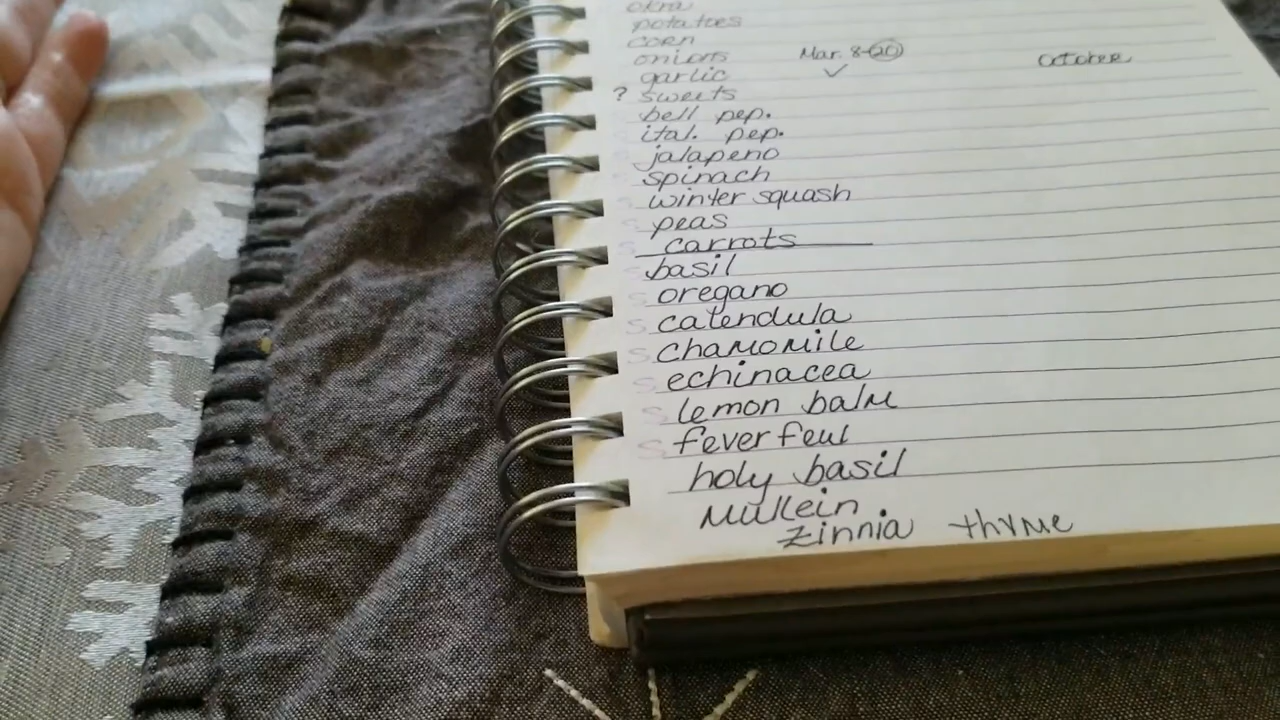 okra
potatoes
corn
onions Mar. 8-20 October
garlic ✓
? sweets
bell pep.
ital. pep.
jalapeno
spinach
winter squash
peas
S carrots
basil
S oregano
S calendula
S chamomile
S echinacea
S lemon balm
S feverfeul
holy basil
Mullein
zinnia thyme